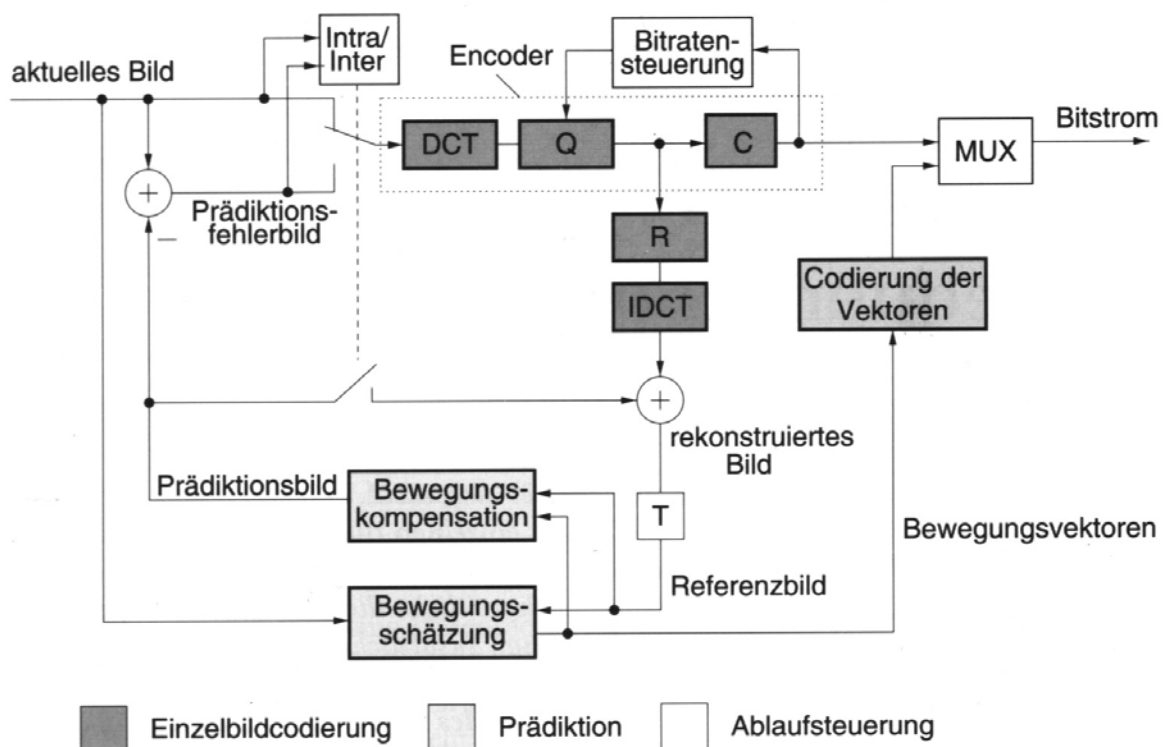 Intra/
Inter
Bitraten-
steuerung
Encoder
aktuelles Bild
DCT
Q
C
MUX
Bitstrom
+
Prädiktions-
fehlerbild
–
R
IDCT
Codierung der
Vektoren
+
rekonstruiertes
Bild
Prädiktionsbild
Bewegungs-
kompensation
T
Bewegungsvektoren
Referenzbild
Bewegungs-
schätzung
Einzelbildcodierung
Prädiktion
Ablaufsteuerung